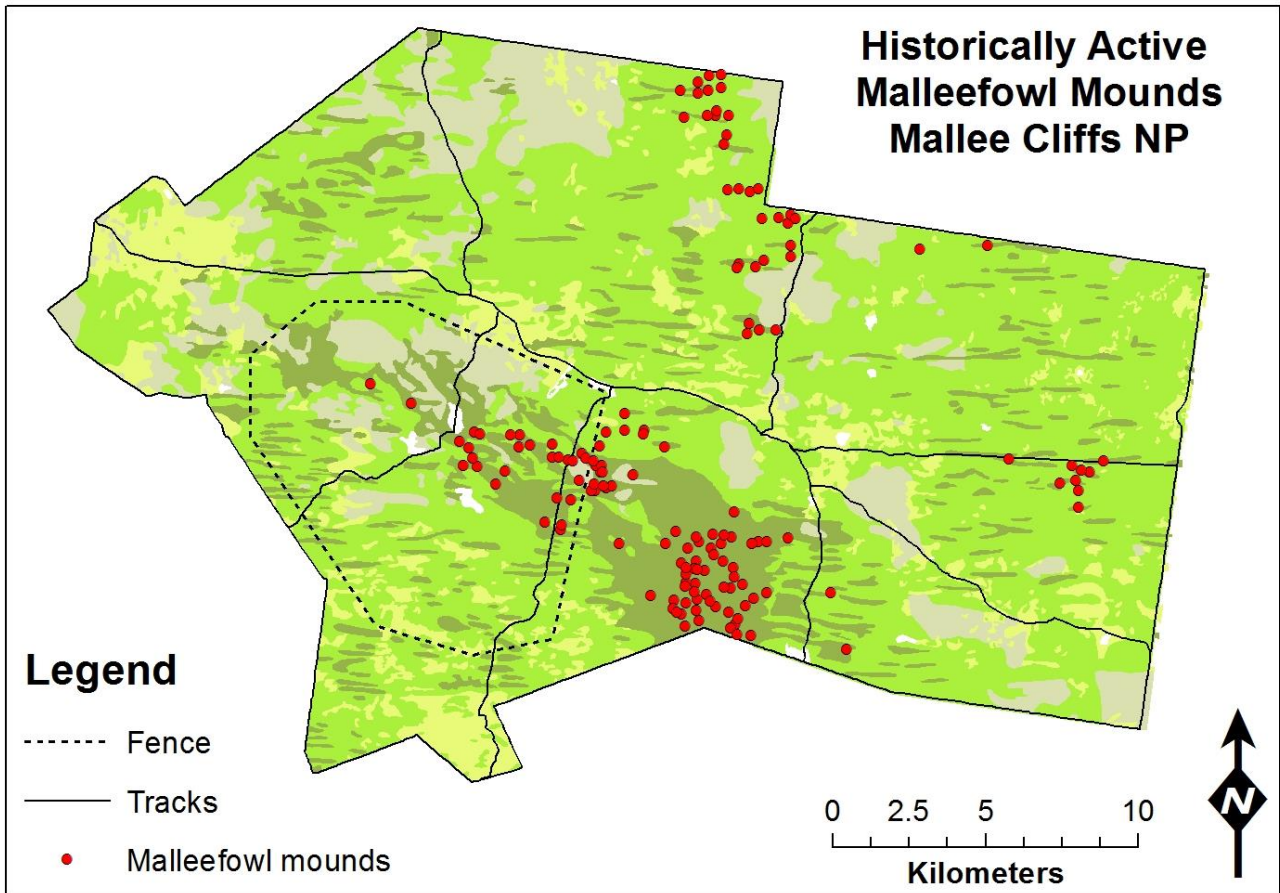 Historically Active
Malleefowl Mounds
Mallee Cliffs NP
Legend
Fence
Tracks
Malleefowl mounds
0 2.5 5 10
Kilometers
N